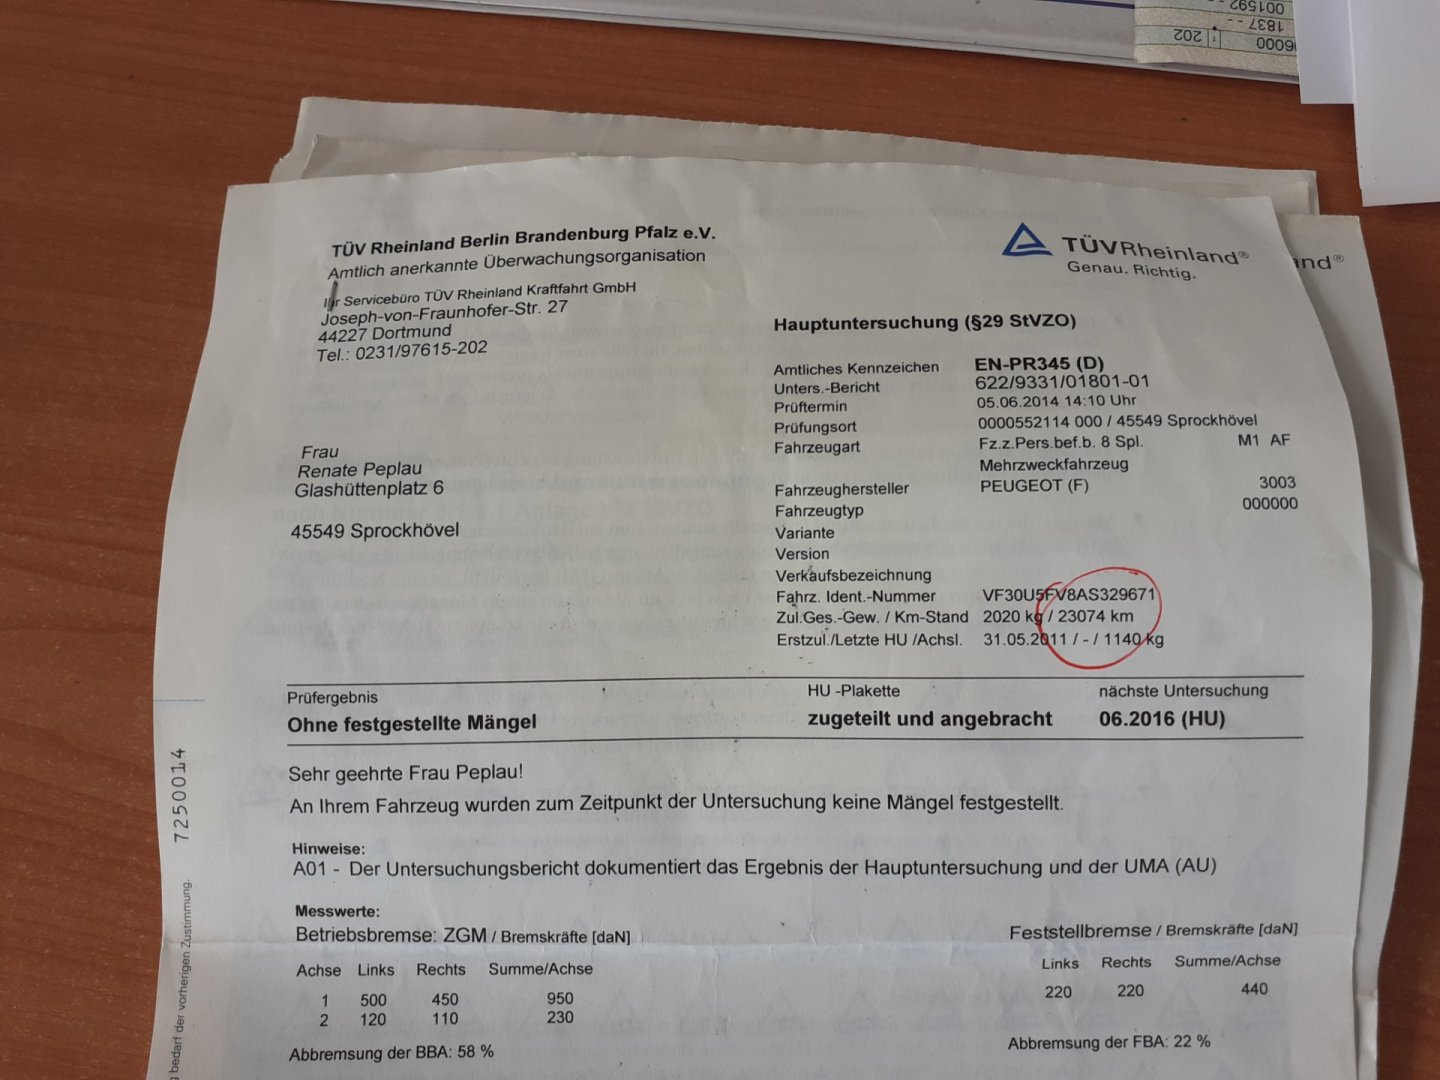 001592
1837 - -
202
TÜV Rheinland Berlin Brandenburg Pfalz e.V.
Amtlich anerkannte Überwachungsorganisation
Ihr Servicebüro TÜV Rheinland Kraftfahrt GmbH
Joseph-von-Fraunhofer-Str. 27
44227 Dortmund
Tel.: 0231/97615-202
TÜVRheinland®
Genau. Richtig.
Hauptuntersuchung (§29 StVZO)
Amtliches Kennzeichen EN-PR345 (D)
Unters.-Bericht 622/9331/01801-01
Prüftermin 05.06.2014 14:10 Uhr
Prüfungsort 0000552114 000 / 45549 Sprockhövel
Fahrzeugart Fz.z.Pers.bef.b. 8 Spl. M1 AF
Mehrzweckfahrzeug
Fahrzeughersteller PEUGEOT (F) 3003
Fahrzeugtyp 000000
Variante
Version
Verkaufsbezeichnung
Fahrz. Ident.-Nummer VF30U5FV8AS329671
Zul.Ges.-Gew. / Km-Stand 2020 kg / 23074 km
Erstzul./Letzte HU /Achsl. 31.05.2011 / - / 1140 kg
Frau
Renate Peplau
Glashüttenplatz 6
45549 Sprockhövel
Prüfergebnis HU -Plakette nächste Untersuchung
Ohne festgestellte Mängel zugeteilt und angebracht 06.2016 (HU)
Sehr geehrte Frau Peplau!
An Ihrem Fahrzeug wurden zum Zeitpunkt der Untersuchung keine Mängel festgestellt.
Hinweise:
A01 - Der Untersuchungsbericht dokumentiert das Ergebnis der Hauptuntersuchung und der UMA (AU)
Messwerte:
Betriebsbremse: ZGM / Bremskräfte [daN] Feststellbremse / Bremskräfte [daN]
Achse Links Rechts Summe/Achse Links Rechts Summe/Achse
1 500 450 950 220 220 440
2 120 110 230
Abbremsung der BBA: 58 % Abbremsung der FBA: 22 %
7250014
bedarf der vorherigen Zustimmung.